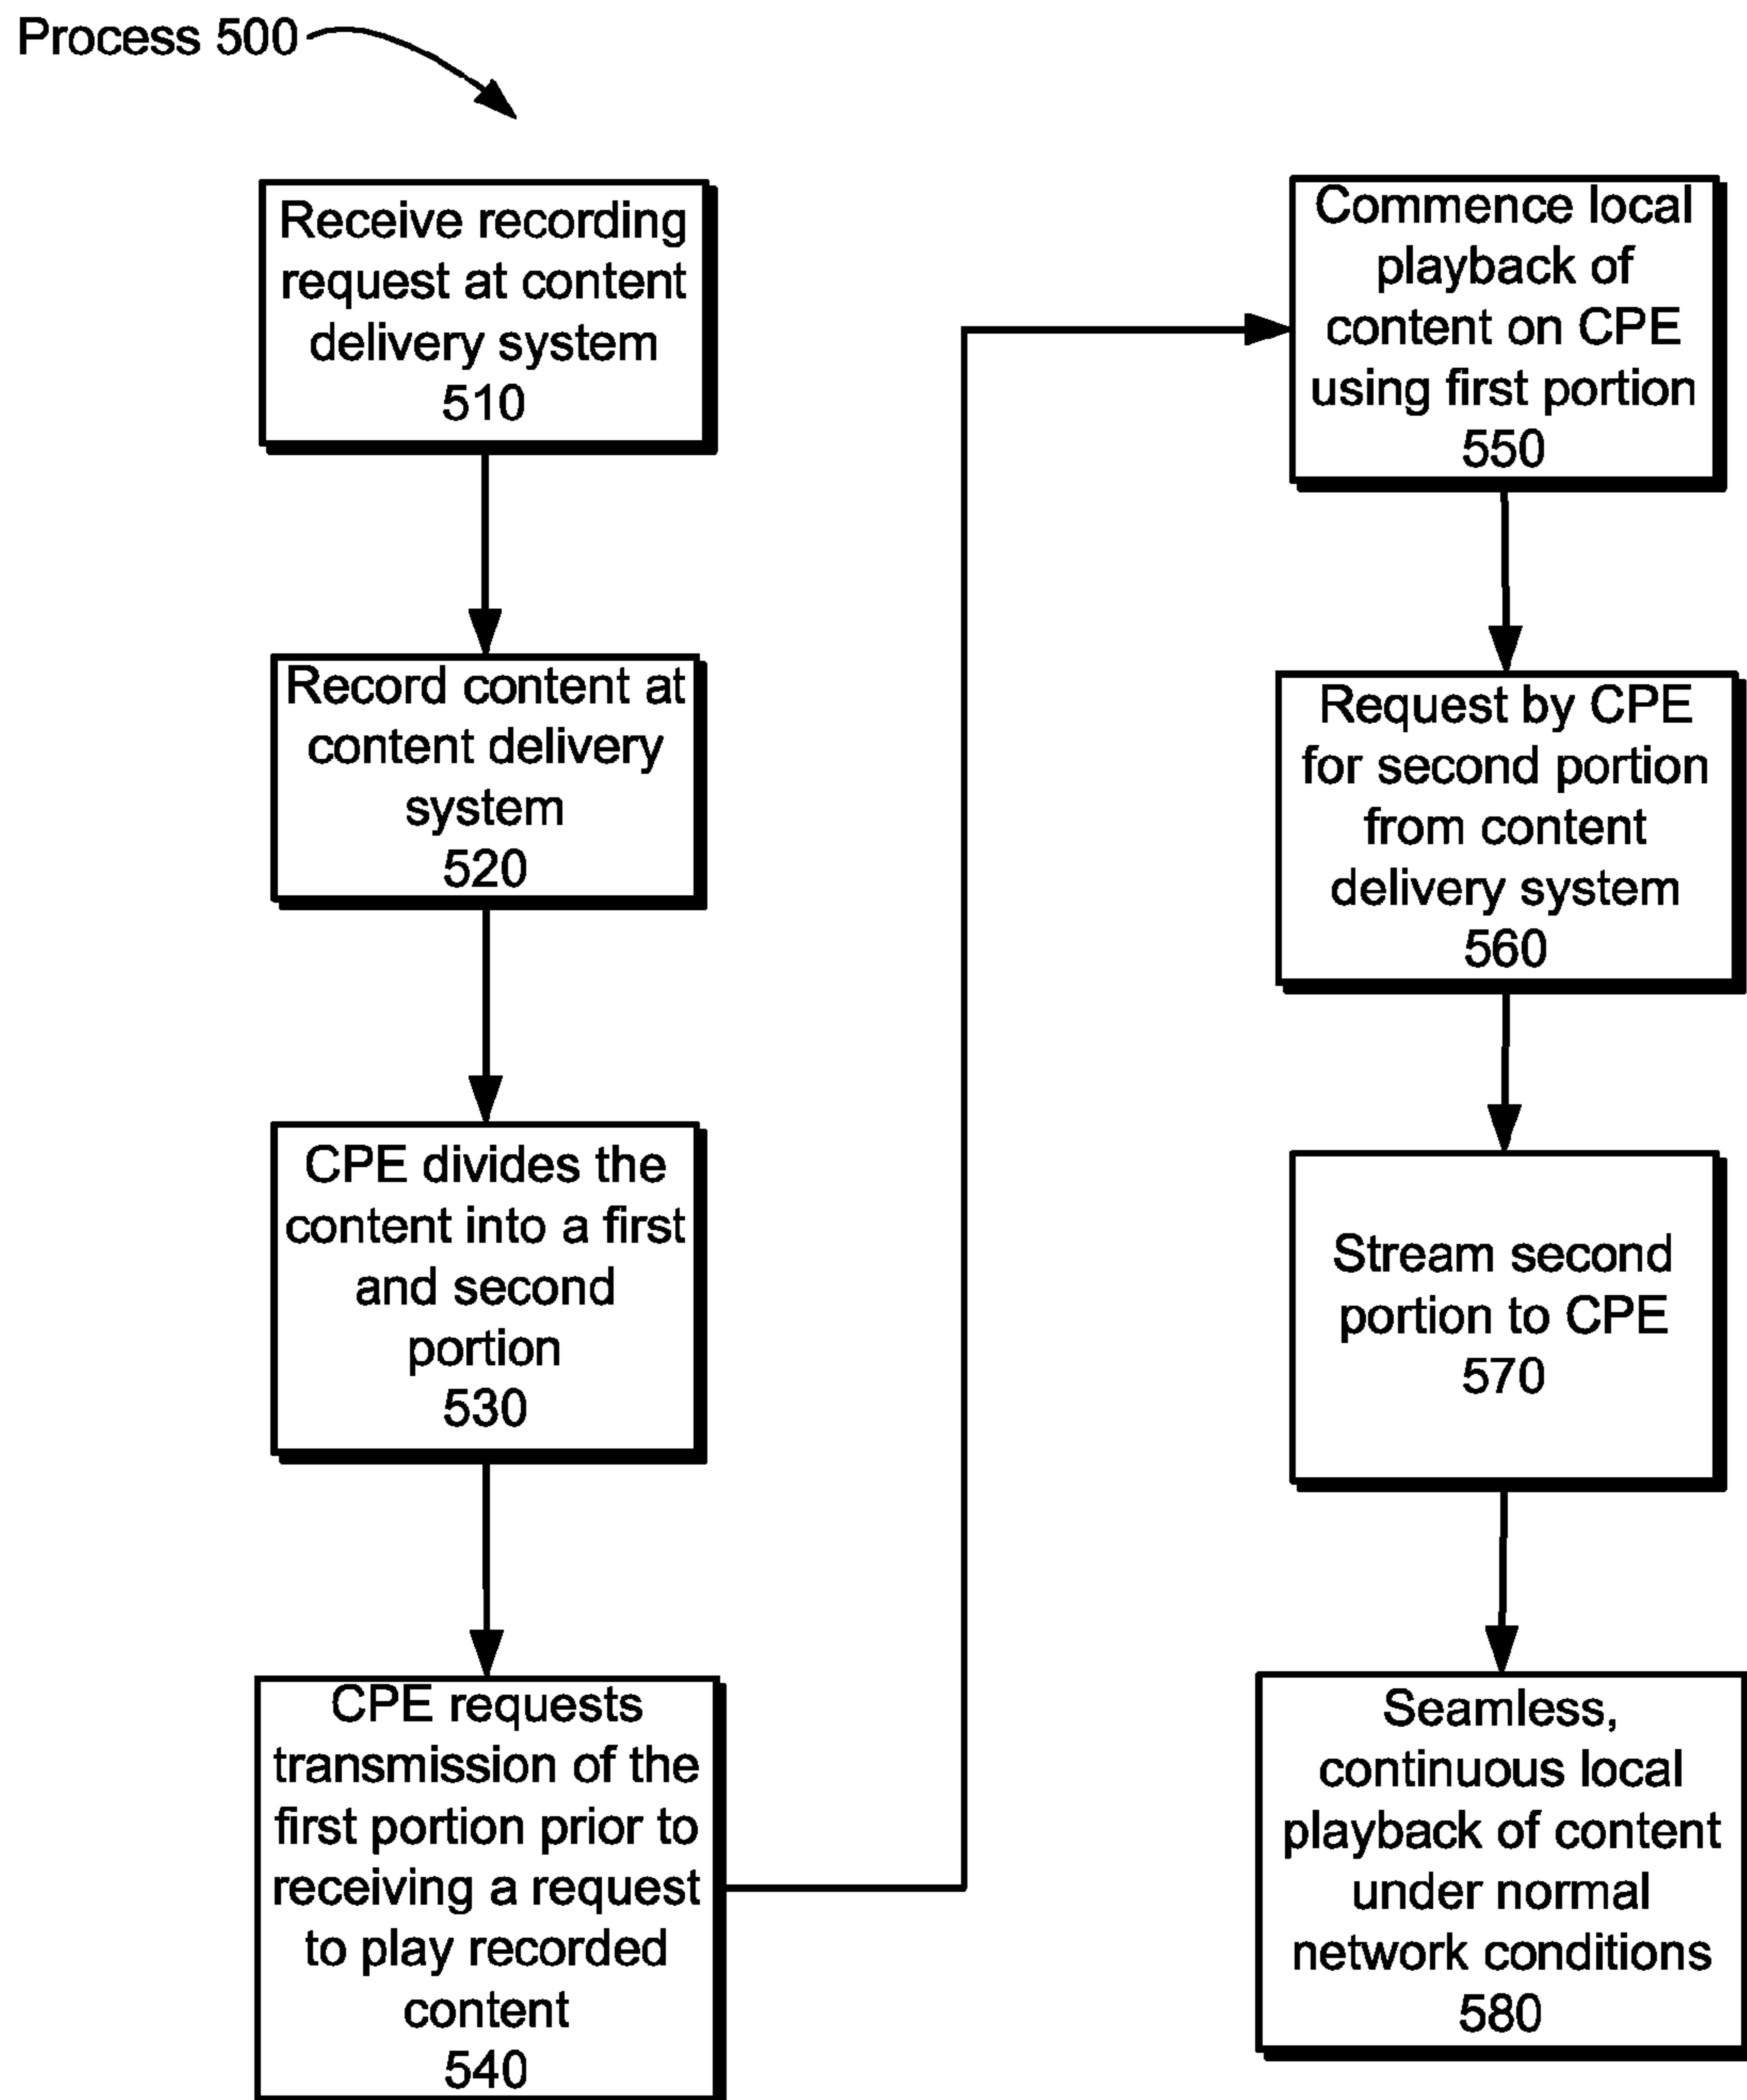 Process 500
Receive recording
request at content
delivery system
510
Record content at
content delivery
system
520
CPE divides the
content into a first
and second
portion
530
CPE requests
transmission of the
first portion prior to
receiving a request
to play recorded
content
540
Commence local
playback of
content on CPE
using first portion
550
Request by CPE
for second portion
from content
delivery system
560
Stream second
portion to CPE
570
Seamless,
continuous local
playback of content
under normal
network conditions
580